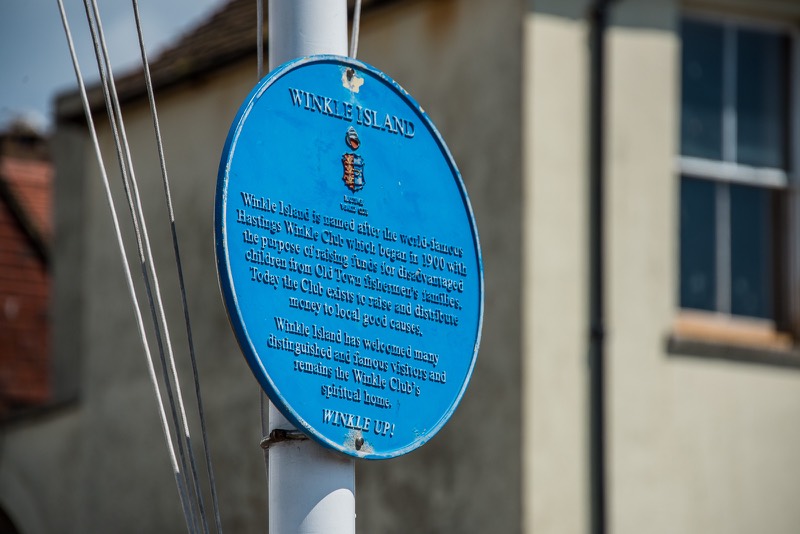 WINKLE ISLAND
Winkle Island is named after the world-famous
Hastings Winkle Club which began in 1900 with
the purpose of raising funds for disadvantaged
children from Old Town fishermen's families.
Today the Club exists to raise and distribute
money to local good causes.
Winkle Island has welcomed many
distinguished and famous visitors and
remains the Winkle Club's
spiritual home.
WINKLE UP!